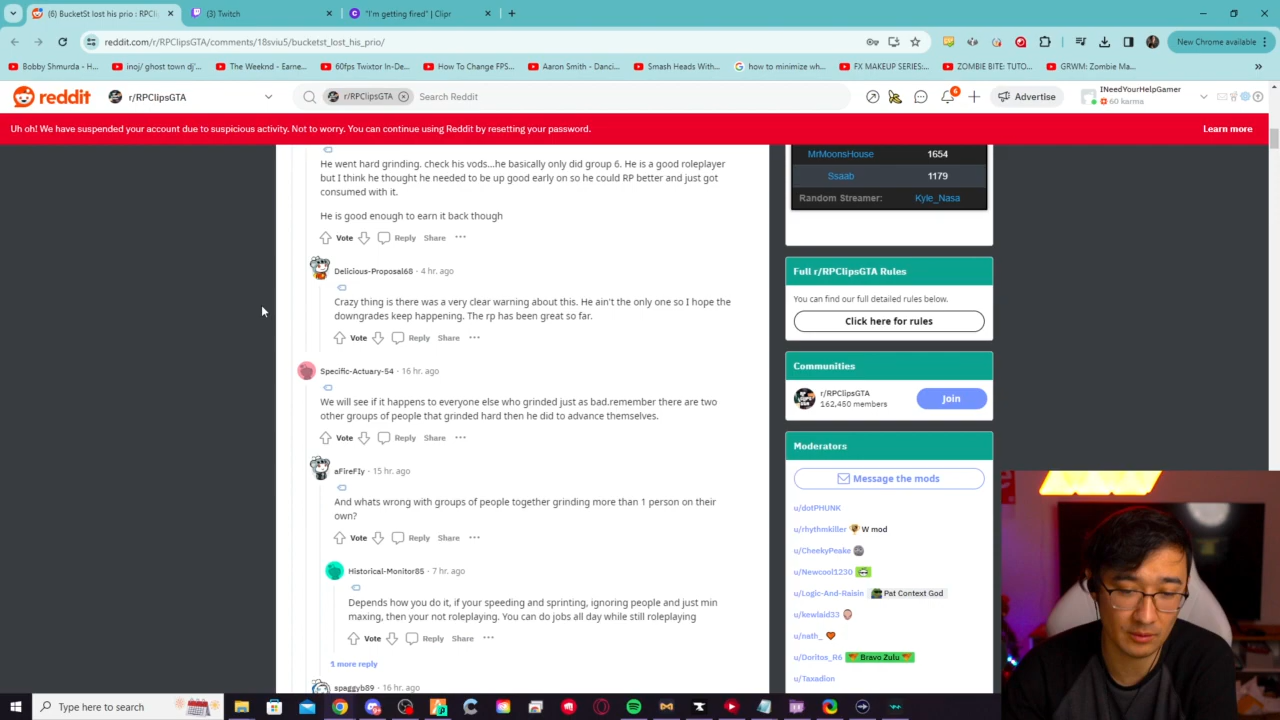 (6) BucketSt lost his prio : RPCli
(3) Twitch
"I'm getting fired" | Clipr
reddit.com/r/RPClipsGTA/comments/18sviu5/bucketst_lost_his_prio/
New Chrome available
Bobby Shmurda - H...
inoj/ ghost town dj'...
The Weeknd - Earne...
60fps Twixtor In-De...
How To Change FPS...
Aaron Smith - Danci...
Smash Heads With...
how to minimize wh...
FX MAKEUP SERIES:...
ZOMBIE BITE: TUTO...
GRWM: Zombie Ma...
reddit
r/RPClipsGTA
r/RPClipsGTA
Search Reddit
6
Advertise
INeedYourHelpGamer
60 karma
Uh oh! We have suspended your account due to suspicious activity. Not to worry. You can continue using Reddit by resetting your password.
Learn more
He went hard grinding. check his vods...he basically only did group 6. He is a good roleplayer
but I think he thought he needed to be up good early on so he could RP better and just got
consumed with it.
He is good enough to earn it back though
Vote Reply Share
Delicious-Proposal68 · 4 hr. ago
Crazy thing is there was a very clear warning about this. He ain't the only one so I hope the
downgrades keep happening. The rp has been great so far.
Vote Reply Share
Specific-Actuary-54 · 16 hr. ago
We will see if it happens to everyone else who grinded just as bad.remember there are two
other groups of people that grinded hard then he did to advance themselves.
Vote Reply Share
aFireFly · 15 hr. ago
And whats wrong with groups of people together grinding more than 1 person on their
own?
Vote Reply Share
Historical-Monitor85 · 7 hr. ago
Depends how you do it, if your speeding and sprinting, ignoring people and just min
maxing, then your not roleplaying. You can do jobs all day while still roleplaying
Vote Reply Share
1 more reply
spaggyb89 · 16 hr. ago
MrMoonsHouse 1654
Ssaab 1179
Random Streamer: Kyle_Nasa
Full r/RPClipsGTA Rules
You can find our full detailed rules below.
Click here for rules
Communities
r/RPClipsGTA
162,450 members
Join
Moderators
Message the mods
u/dotPHUNK
u/rhythmkiller W mod
u/CheekyPeake
u/Newcool1230
u/Logic-And-Raisin Pat Context God
u/kewlaid33
u/nath_
u/Doritos_R6 Bravo Zulu
u/Taxadion
Type here to search